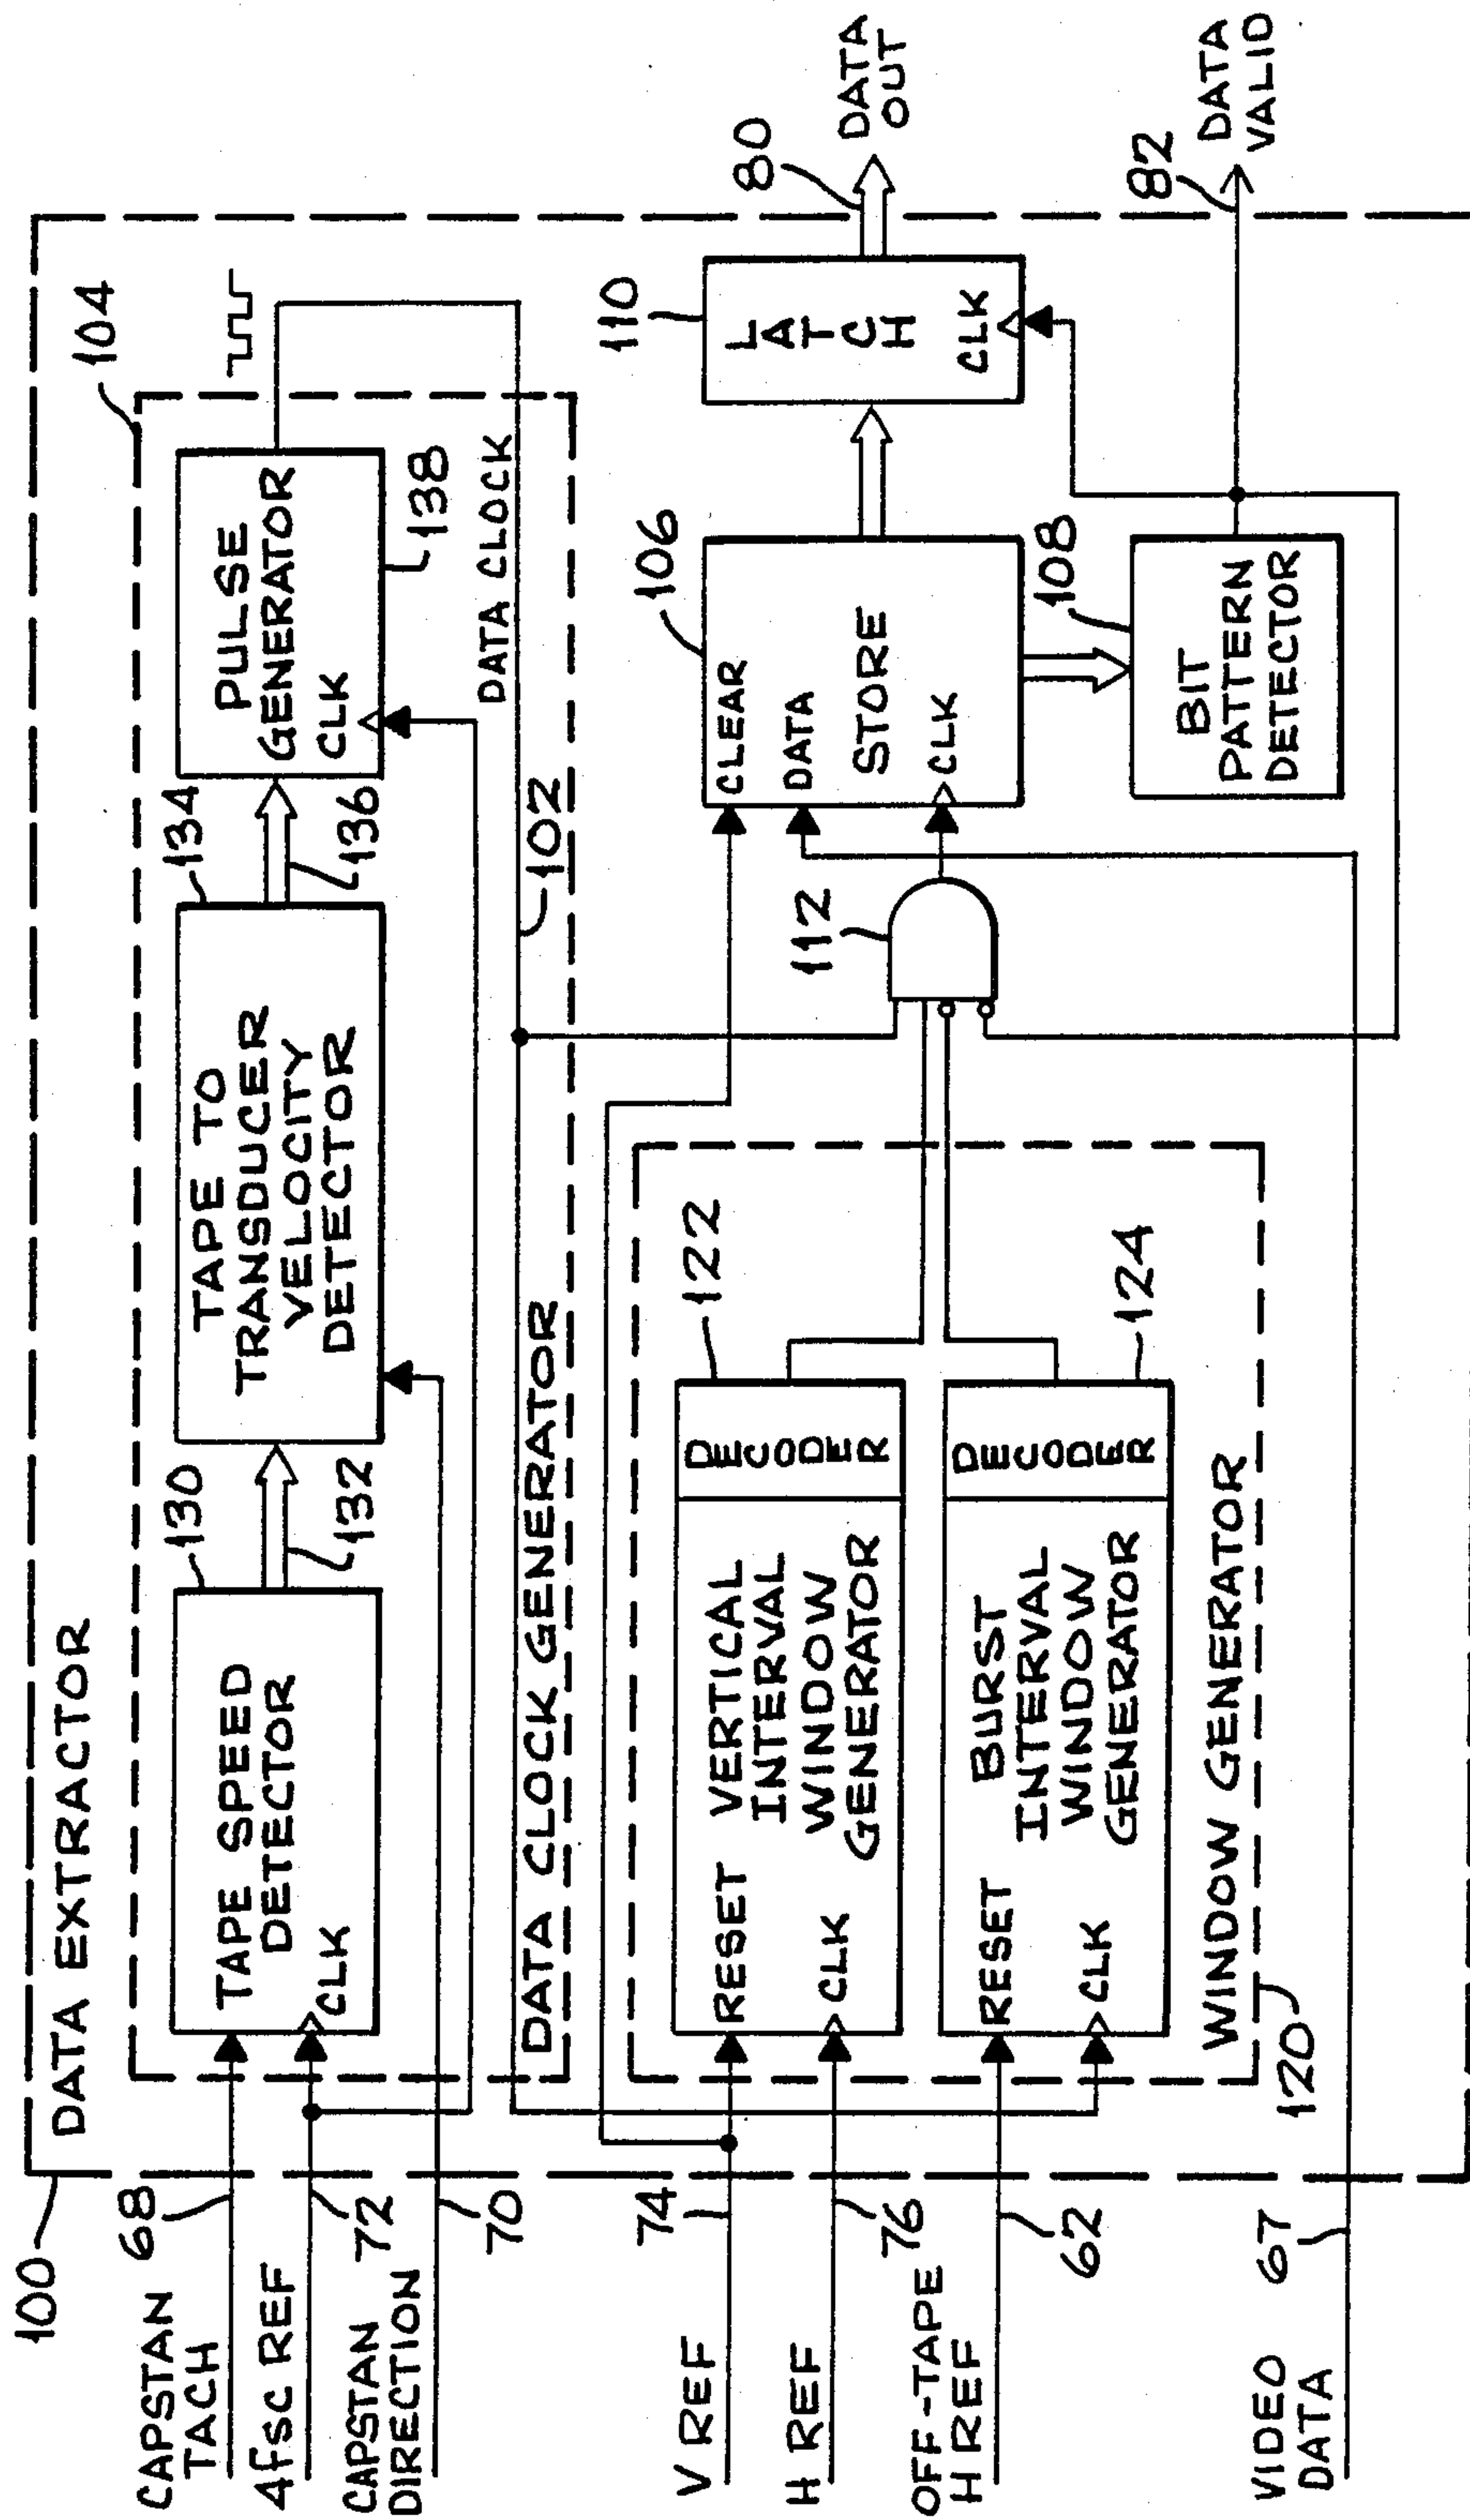 100
DATA EXTRACTOR
104
CAPSTAN
TACH
68
4fsc REF
72
CAPSTAN
DIRECTION
70
TAPE SPEED
DETECTOR
CLK
130
132
TAPE TO
TRANSDUCER
VELOCITY
DETECTOR
134
136
PULSE
GENERATOR
CLK
138
DATA CLOCK
102
DATA CLOCK GENERATOR
V REF
74
H REF
76
OFF-TAPE
H REF
62
VIDEO
DATA
67
RESET
CLK
VERTICAL
INTERVAL
WINDOW
GENERATOR
DECODER
122
RESET
CLK
BURST
INTERVAL
WINDOW
GENERATOR
DECODER
124
WINDOW GENERATOR
120
112
106
CLEAR
DATA
STORE
CLK
108
BIT
PATTERN
DETECTOR
110
LATCH
CLK
80
DATA
OUT
82
DATA
VALID